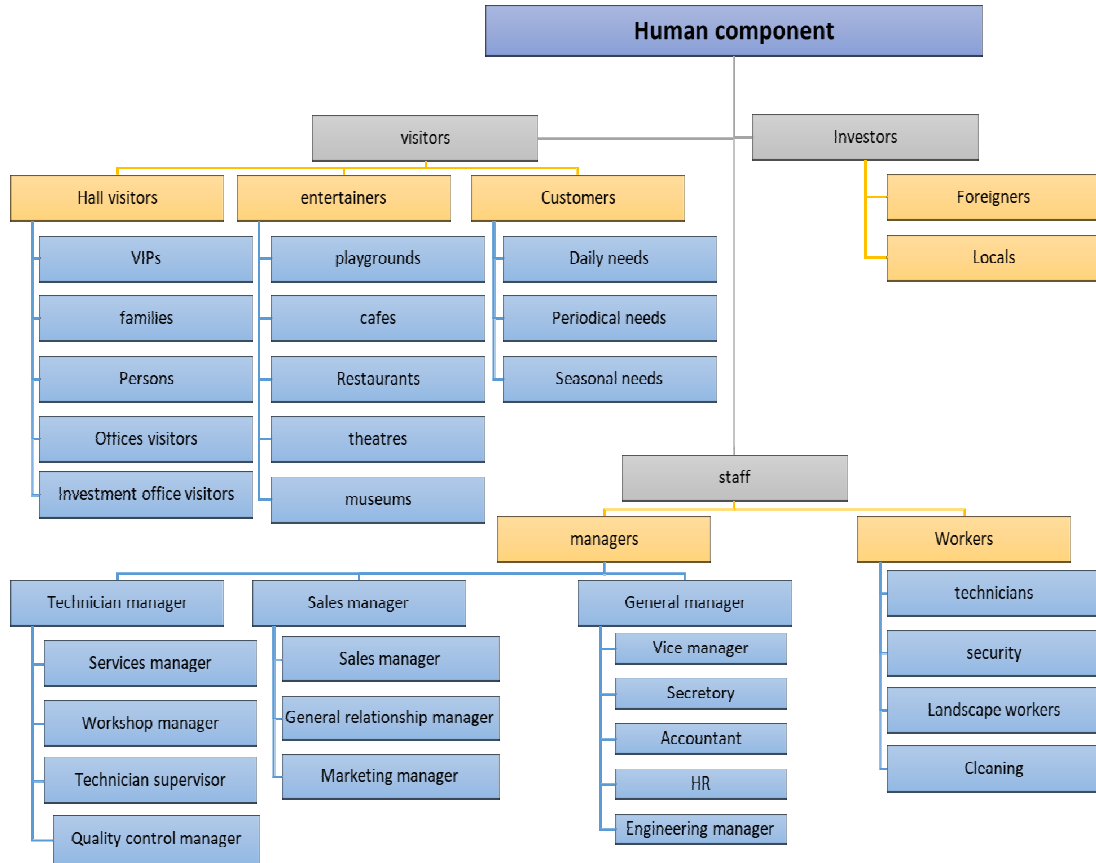 Human component
visitors
Investors
Hall visitors
entertainers
Customers
Foreigners
Locals
VIPs
families
Persons
Offices visitors
Investment office visitors
playgrounds
cafes
Restaurants
theatres
museums
Daily needs
Periodical needs
Seasonal needs
staff
managers
Workers
Technician manager
Sales manager
General manager
Services manager
Workshop manager
Technician supervisor
Quality control manager
Sales manager
General relationship manager
Marketing manager
Vice manager
Secretory
Accountant
HR
Engineering manager
technicians
security
Landscape workers
Cleaning